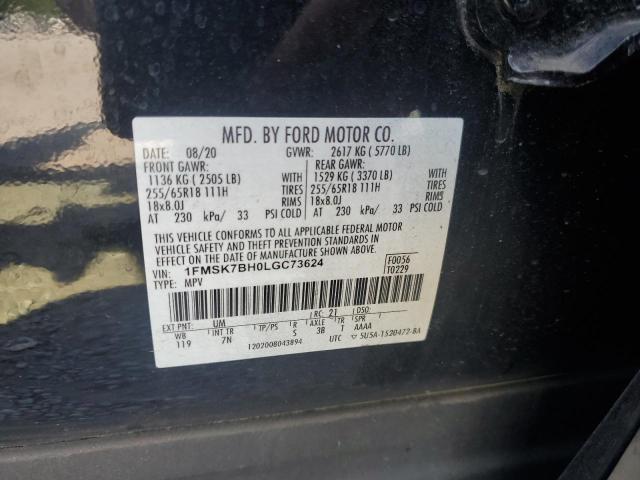 MFD. BY FORD MOTOR CO.
DATE: 08/20 GVWR: 2617 KG ( 5770 LB)
FRONT GAWR: REAR GAWR:
1136 KG ( 2505 LB) WITH 1529 KG ( 3370 LB) WITH
255/65R18 111H TIRES 255/65R18 111H TIRES
18x8.0J RIMS 18x8.0J RIMS
AT 230 kPa/ 33 PSI COLD AT 230 kPa/ 33 PSI COLD
THIS VEHICLE CONFORMS TO ALL APPLICABLE FEDERAL MOTOR
VEHICLE SAFETY AND THEFT PREVENTION STANDARDS IN EFFECT
ON THE DATE OF MANUFACTURE SHOWN ABOVE.
VIN: 1FMSK7BH0LGC73624 F0056
TYPE: MPV T0229
EXT PNT: UM RC: 21 DSO:
WB INT TR TP/PS R AXLE TR SPR
119 7N S 3B T AAAA
1202008043894 UTC 5U5A-1520472-BA